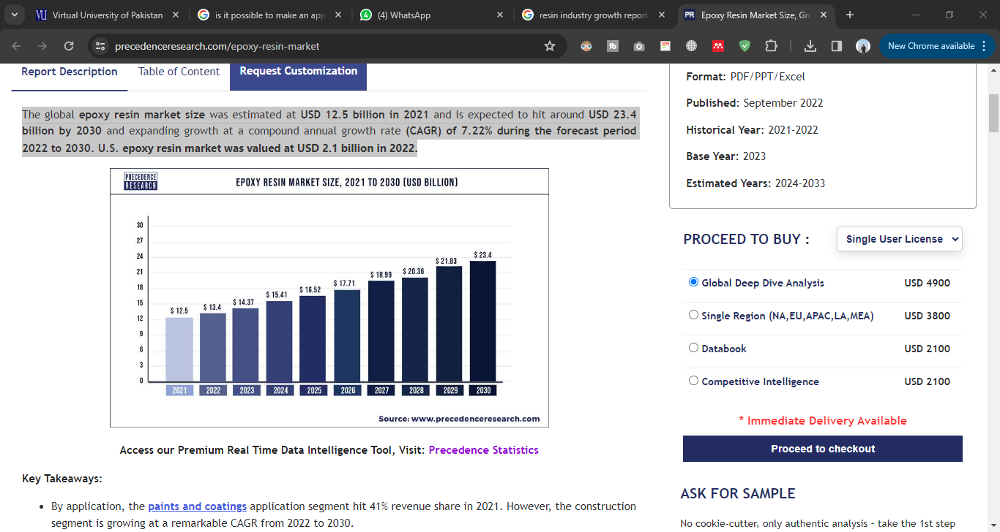 Virtual University of Pakistan
is it possible to make an app
(4) WhatsApp
resin industry growth report
PR Epoxy Resin Market Size, Gro
precedenceresearch.com/epoxy-resin-market
New Chrome available
Report Description
Table of Content
Request Customization
The global epoxy resin market size was estimated at USD 12.5 billion in 2021 and is expected to hit around USD 23.4
billion by 2030 and expanding growth at a compound annual growth rate (CAGR) of 7.22% during the forecast period
2022 to 2030. U.S. epoxy resin market was valued at USD 2.1 billion in 2022.
PRECEDENCE
RESEARCH
EPOXY RESIN MARKET SIZE, 2021 TO 2030 (USD BILLION)
30
27
24
21
18
15
12
9
6
3
0
$ 12.5
$ 13.4
$ 14.37
$ 15.41
$ 16.52
$ 17.71
$ 18.99
$ 20.36
$ 21.83
$ 23.4
2021 2022 2023 2024 2025 2026 2027 2028 2029 2030
Source: www.precedenceresearch.com
Access our Premium Real Time Data Intelligence Tool, Visit: Precedence Statistics
Key Takeaways:
• By application, the paints and coatings application segment hit 41% revenue share in 2021. However, the construction
segment is growing at a remarkable CAGR from 2022 to 2030.
Format: PDF/PPT/Excel
Published: September 2022
Historical Year: 2021-2022
Base Year: 2023
Estimated Years: 2024-2033
PROCEED TO BUY :
Single User License
Global Deep Dive Analysis USD 4900
Single Region (NA,EU,APAC,LA,MEA) USD 3800
Databook USD 2100
Competitive Intelligence USD 2100
* Immediate Delivery Available
Proceed to checkout
ASK FOR SAMPLE
No cookie-cutter, only authentic analysis - take the 1st step